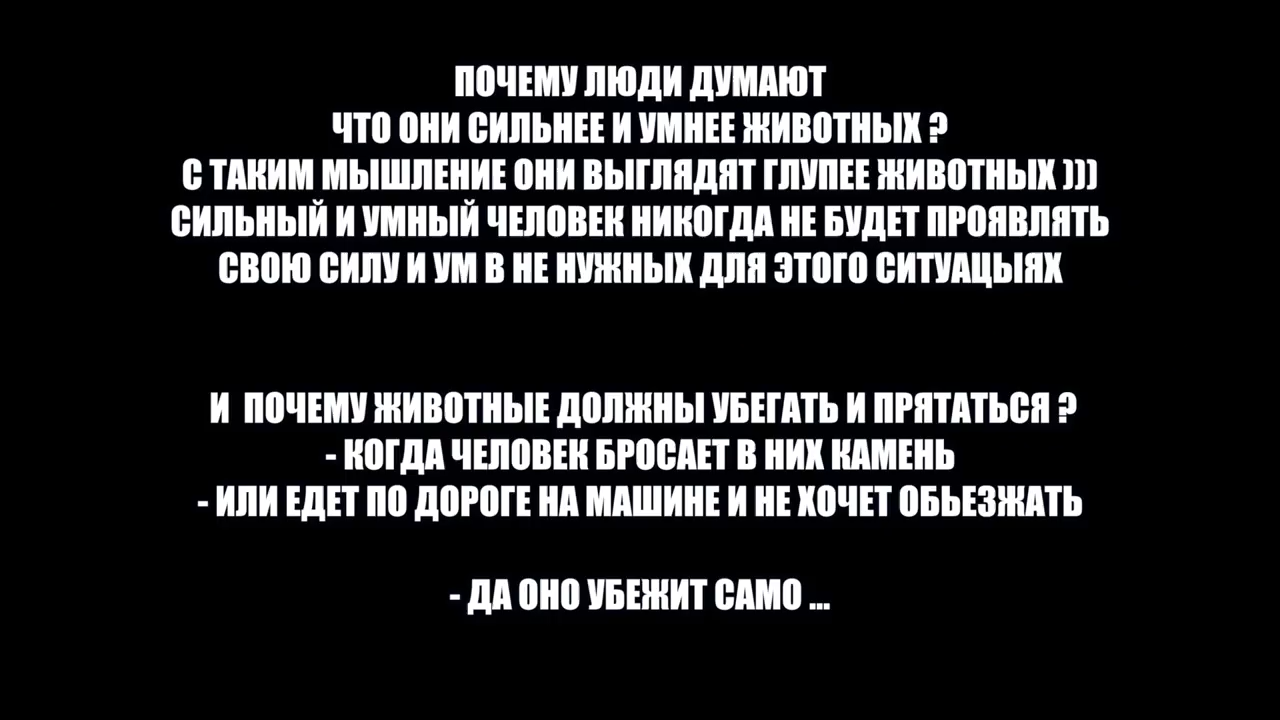 ПОЧЕМУ ЛЮДИ ДУМАЮТ
ЧТО ОНИ СИЛЬНЕЕ И УМНЕЕ ЖИВОТНЫХ ?
С ТАКИМ МЫШЛЕНИЕ ОНИ ВЫГЛЯДЯТ ГЛУПЕЕ ЖИВОТНЫХ )))
СИЛЬНЫЙ И УМНЫЙ ЧЕЛОВЕК НИКОГДА НЕ БУДЕТ ПРОЯВЛЯТЬ
СВОЮ СИЛУ И УМ В НЕ НУЖНЫХ ДЛЯ ЭТОГО СИТУАЦЫЯХ
И ПОЧЕМУ ЖИВОТНЫЕ ДОЛЖНЫ УБЕГАТЬ И ПРЯТАТЬСЯ ?
- КОГДА ЧЕЛОВЕК БРОСАЕТ В НИХ КАМЕНЬ
- ИЛИ ЕДЕТ ПО ДОРОГЕ НА МАШИНЕ И НЕ ХОЧЕТ ОБЬЕЗЖАТЬ
- ДА ОНО УБЕЖИТ САМО ...